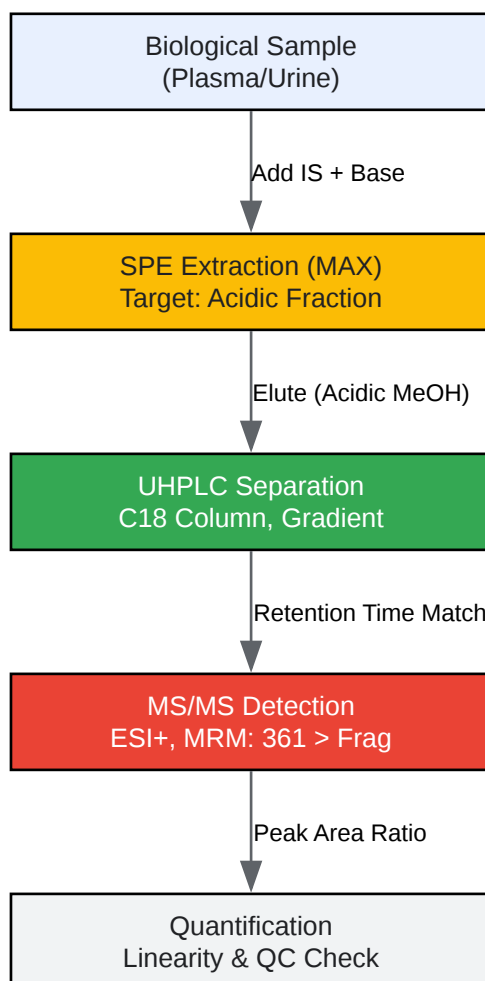 Biological Sample
(Plasma/Urine)
Add IS + Base
SPE Extraction (MAX)
Target: Acidic Fraction
Elute (Acidic MeOH)
UHPLC Separation
C18 Column, Gradient
Retention Time Match
MS/MS Detection
ESI+, MRM: 361 > Frag
Peak Area Ratio
Quantification
Linearity & QC Check